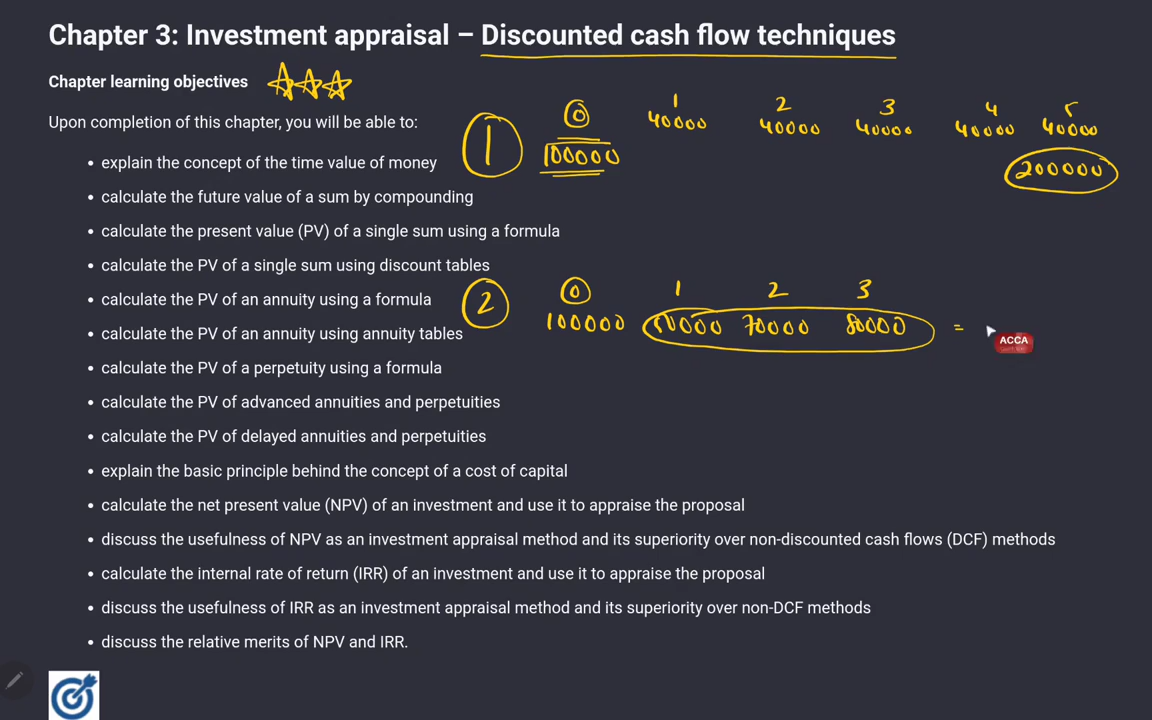 Chapter 3: Investment appraisal – Discounted cash flow techniques
Chapter learning objectives
Upon completion of this chapter, you will be able to:
1
0 1 2 3 4 5
100000 40000 40000 40000 40000 40000
200000
• explain the concept of the time value of money
• calculate the future value of a sum by compounding
• calculate the present value (PV) of a single sum using a formula
• calculate the PV of a single sum using discount tables
2
0 1 2 3
100000 70000 80000 =
ACCA
• calculate the PV of an annuity using a formula
• calculate the PV of an annuity using annuity tables
• calculate the PV of a perpetuity using a formula
• calculate the PV of advanced annuities and perpetuities
• calculate the PV of delayed annuities and perpetuities
• explain the basic principle behind the concept of a cost of capital
• calculate the net present value (NPV) of an investment and use it to appraise the proposal
• discuss the usefulness of NPV as an investment appraisal method and its superiority over non-discounted cash flows (DCF) methods
• calculate the internal rate of return (IRR) of an investment and use it to appraise the proposal
• discuss the usefulness of IRR as an investment appraisal method and its superiority over non-DCF methods
• discuss the relative merits of NPV and IRR.